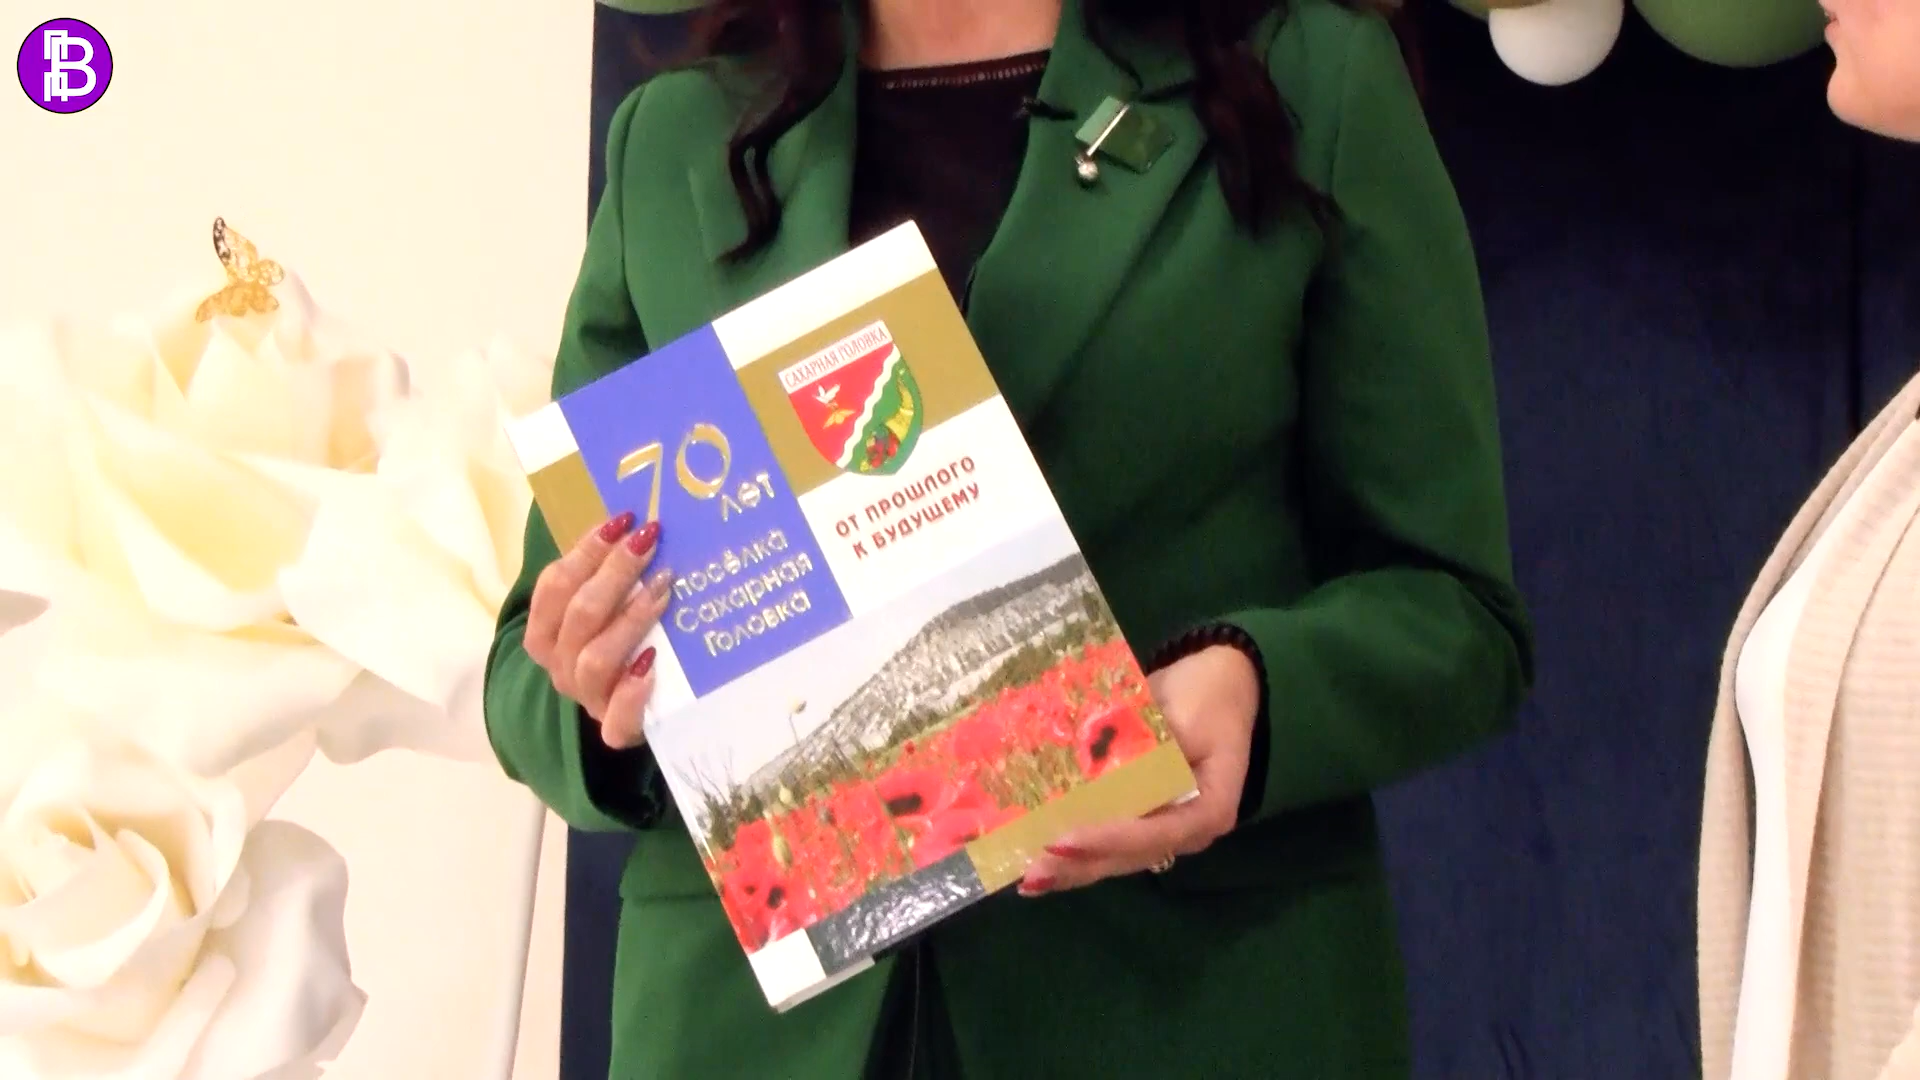 САХАРНАЯ ГОЛОВКА
70 лет
посёлка
Сахарная
Головка
ОТ ПРОШЛОГО
К БУДУЩЕМУ